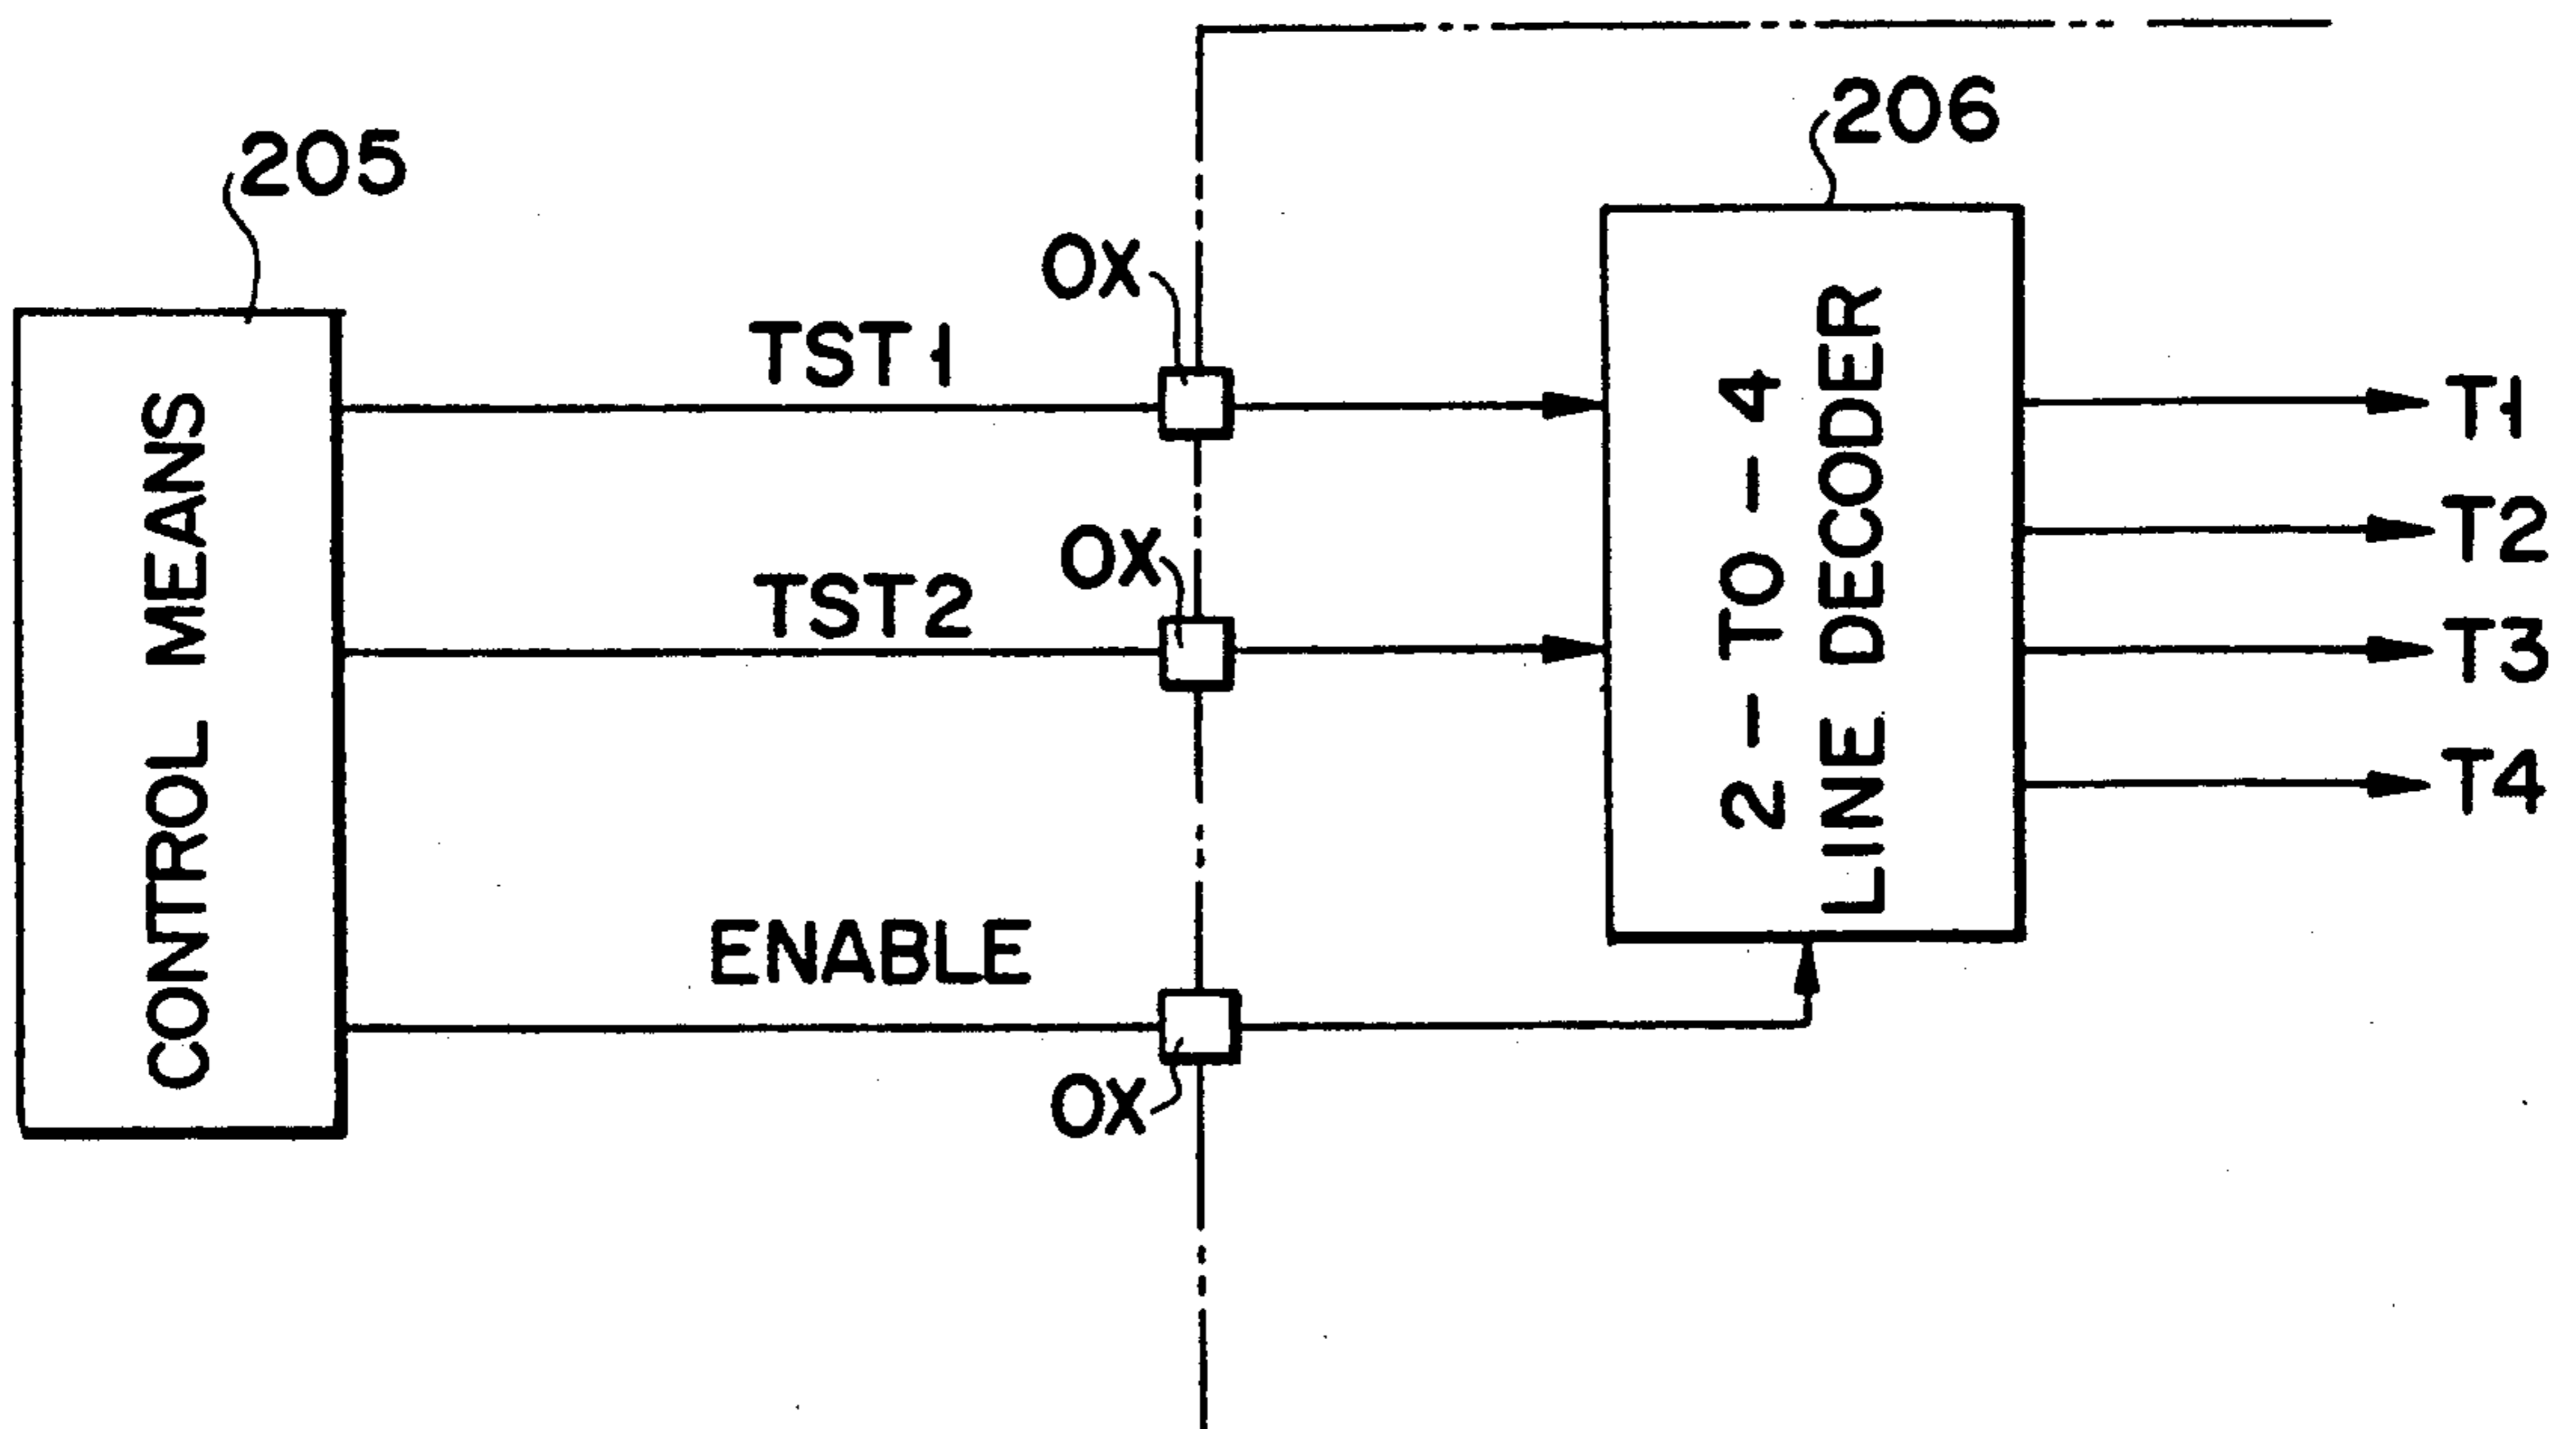 205
CONTROL MEANS
TST1
TST2
ENABLE
OX
OX
OX
206
2-TO-4
LINE DECODER
T1
T2
T3
T4